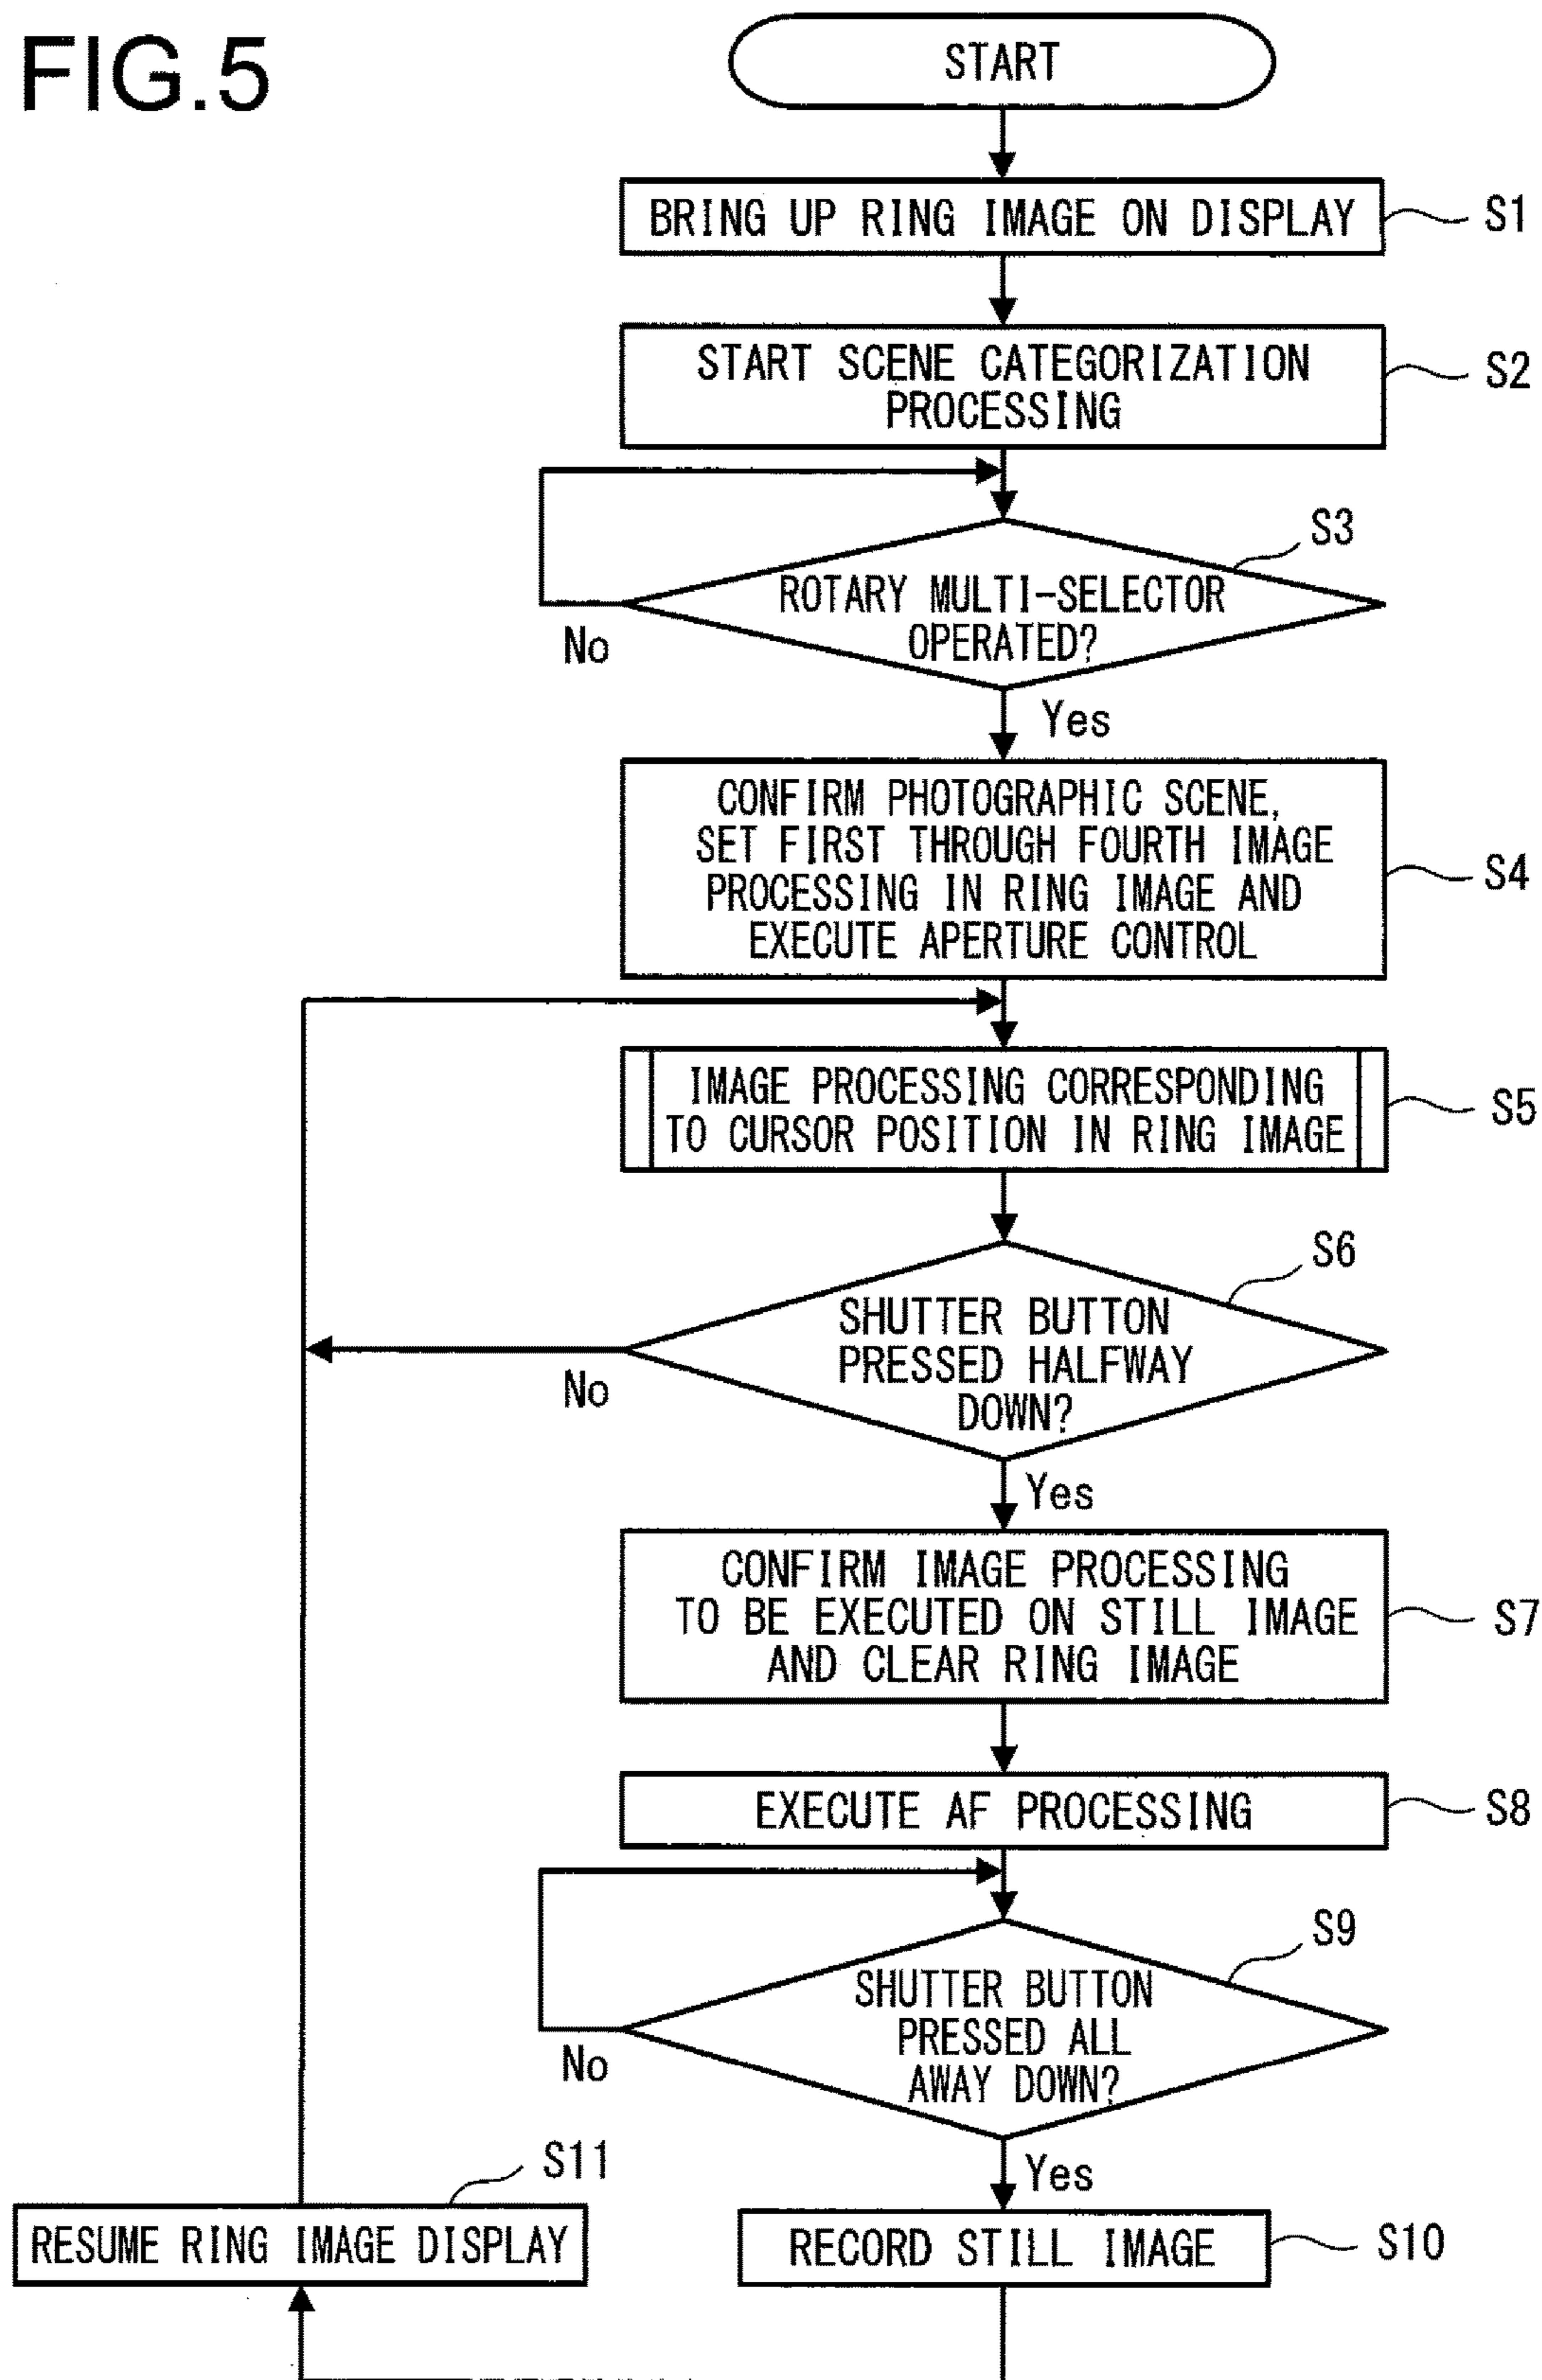 FIG.5
START
BRING UP RING IMAGE ON DISPLAY
S1
START SCENE CATEGORIZATION
PROCESSING
S2
S3
ROTARY MULTI-SELECTOR
OPERATED?
No
Yes
CONFIRM PHOTOGRAPHIC SCENE,
SET FIRST THROUGH FOURTH IMAGE
PROCESSING IN RING IMAGE AND
EXECUTE APERTURE CONTROL
S4
IMAGE PROCESSING CORRESPONDING
TO CURSOR POSITION IN RING IMAGE
S5
S6
SHUTTER BUTTON
PRESSED HALFWAY
DOWN?
No
Yes
CONFIRM IMAGE PROCESSING
TO BE EXECUTED ON STILL IMAGE
AND CLEAR RING IMAGE
S7
EXECUTE AF PROCESSING
S8
S9
SHUTTER BUTTON
PRESSED ALL
AWAY DOWN?
No
Yes
S11
RESUME RING IMAGE DISPLAY
RECORD STILL IMAGE
S10